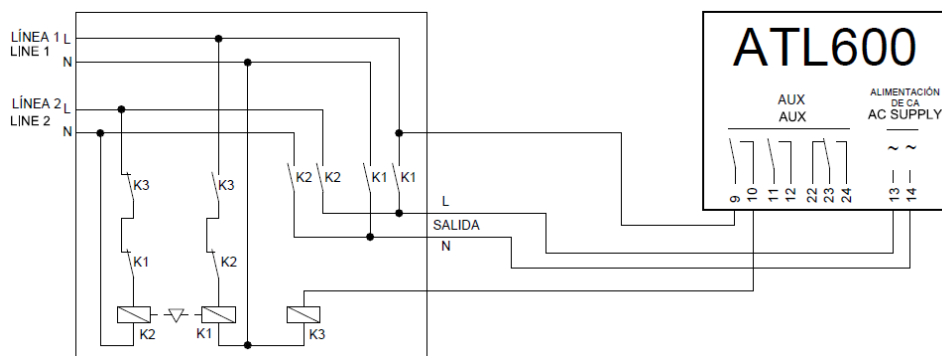 LÍNEA 1 L
LINE 1
N
LÍNEA 2 L
LINE 2
N
K3
K3
K2
K2
K1
K1
K1
K2
K2
K1
K3
L
SALIDA
N
ATL600
AUX
AUX
ALIMENTACIÓN
DE CA
AC SUPPLY
~ ~
9 10 11 12 22 23 24 13 14